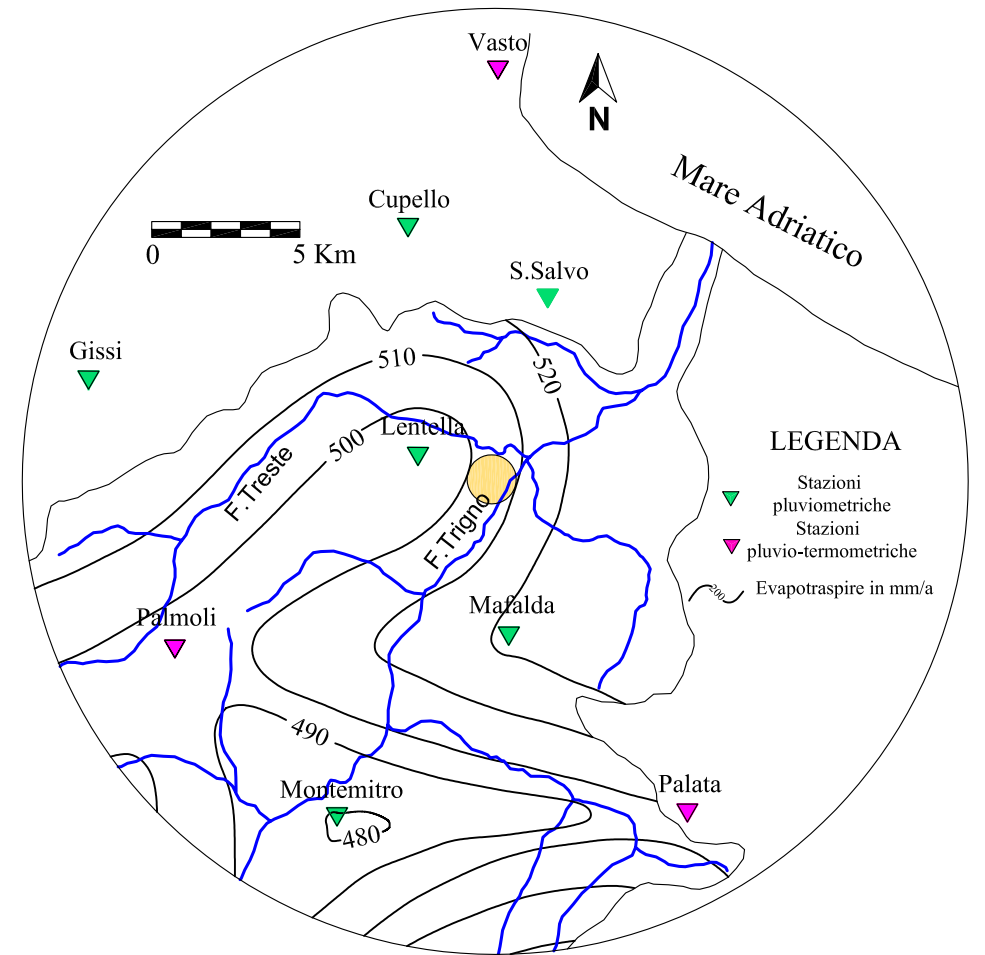 Vasto
N
Mare Adriatico
Cupello
0
5 Km
S.Salvo
Gissi
510
520
500
Lentella
LEGENDA
F.Treste
Stazioni
pluviometriche
F.Trigno
Stazioni
pluvio-termometriche
200
Evapotraspire in mm/a
Palmoli
Mafalda
490
Montemitro
Palata
480